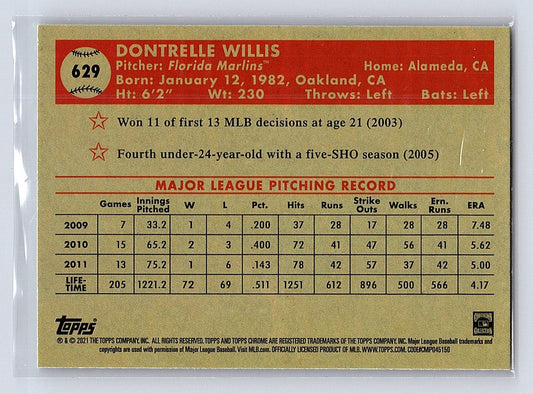 629
DONTRELLE WILLIS
Pitcher: Florida Marlins™ Home: Alameda, CA
Born: January 12, 1982, Oakland, CA
Ht: 6'2" Wt: 230 Throws: Left Bats: Left
Won 11 of first 13 MLB decisions at age 21 (2003)
Fourth under-24-year-old with a five-SHO season (2005)
MAJOR LEAGUE PITCHING RECORD
Games Innings Pitched W L Pct. Hits Runs Strike Outs Walks Ern. Runs ERA
2009 7 33.2 1 4 .200 37 28 17 28 28 7.48
2010 15 65.2 2 3 .400 72 41 47 56 41 5.62
2011 13 75.2 1 6 .143 78 42 57 37 42 5.00
LIFE-TIME 205 1221.2 72 69 .511 1251 612 896 500 566 4.17
Topps
® & © 2021 THE TOPPS COMPANY, INC. ALL RIGHTS RESERVED. TOPPS AND TOPPS CHROME ARE REGISTERED TRADEMARKS OF THE TOPPS COMPANY, INC. Major League Baseball trademarks and
copyrights are used with permission of Major League Baseball. Visit MLB.com. OFFICIALLY LICENSED PRODUCT OF MLB. WWW.TOPPS.COM. CODE#CMP045150